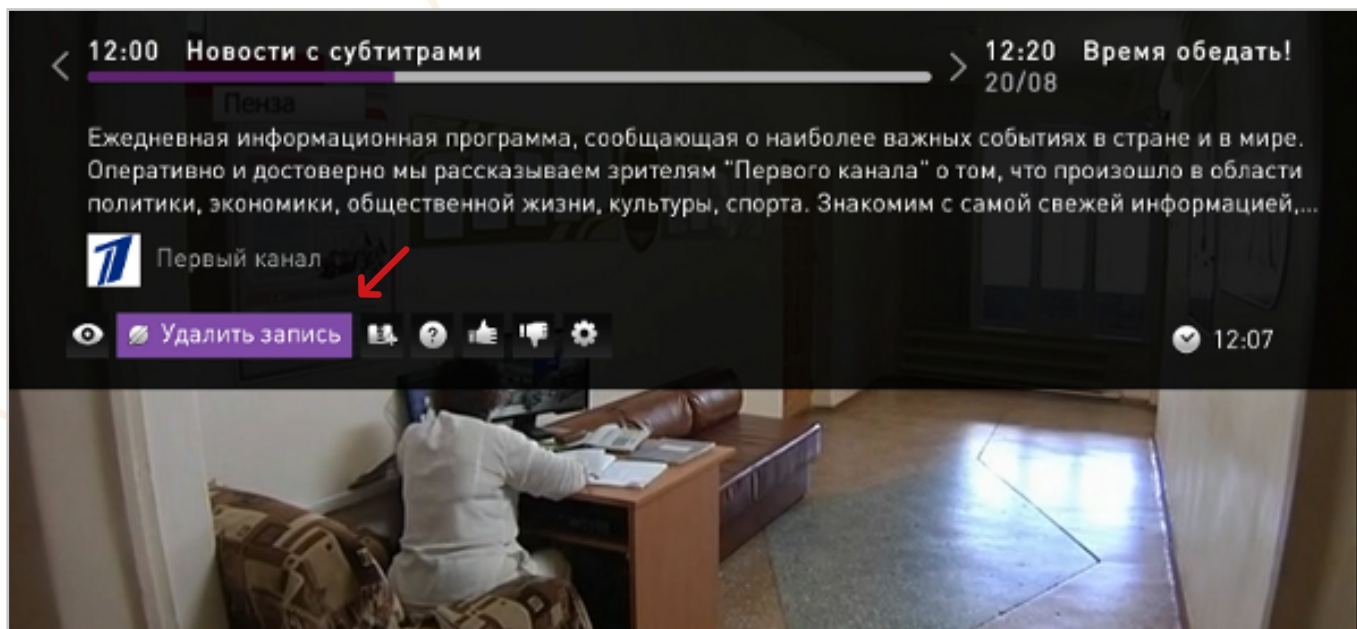 12:00 Новости с субтитрами
12:20 Время обедать!
20/08
Пенза
Ежедневная информационная программа, сообщающая о наиболее важных событиях в стране и в мире.
Оперативно и достоверно мы рассказываем зрителям "Первого канала" о том, что произошло в области
политики, экономики, общественной жизни, культуры, спорта. Знакомим с самой свежей информацией,...
Первый канал
Удалить запись
12:07